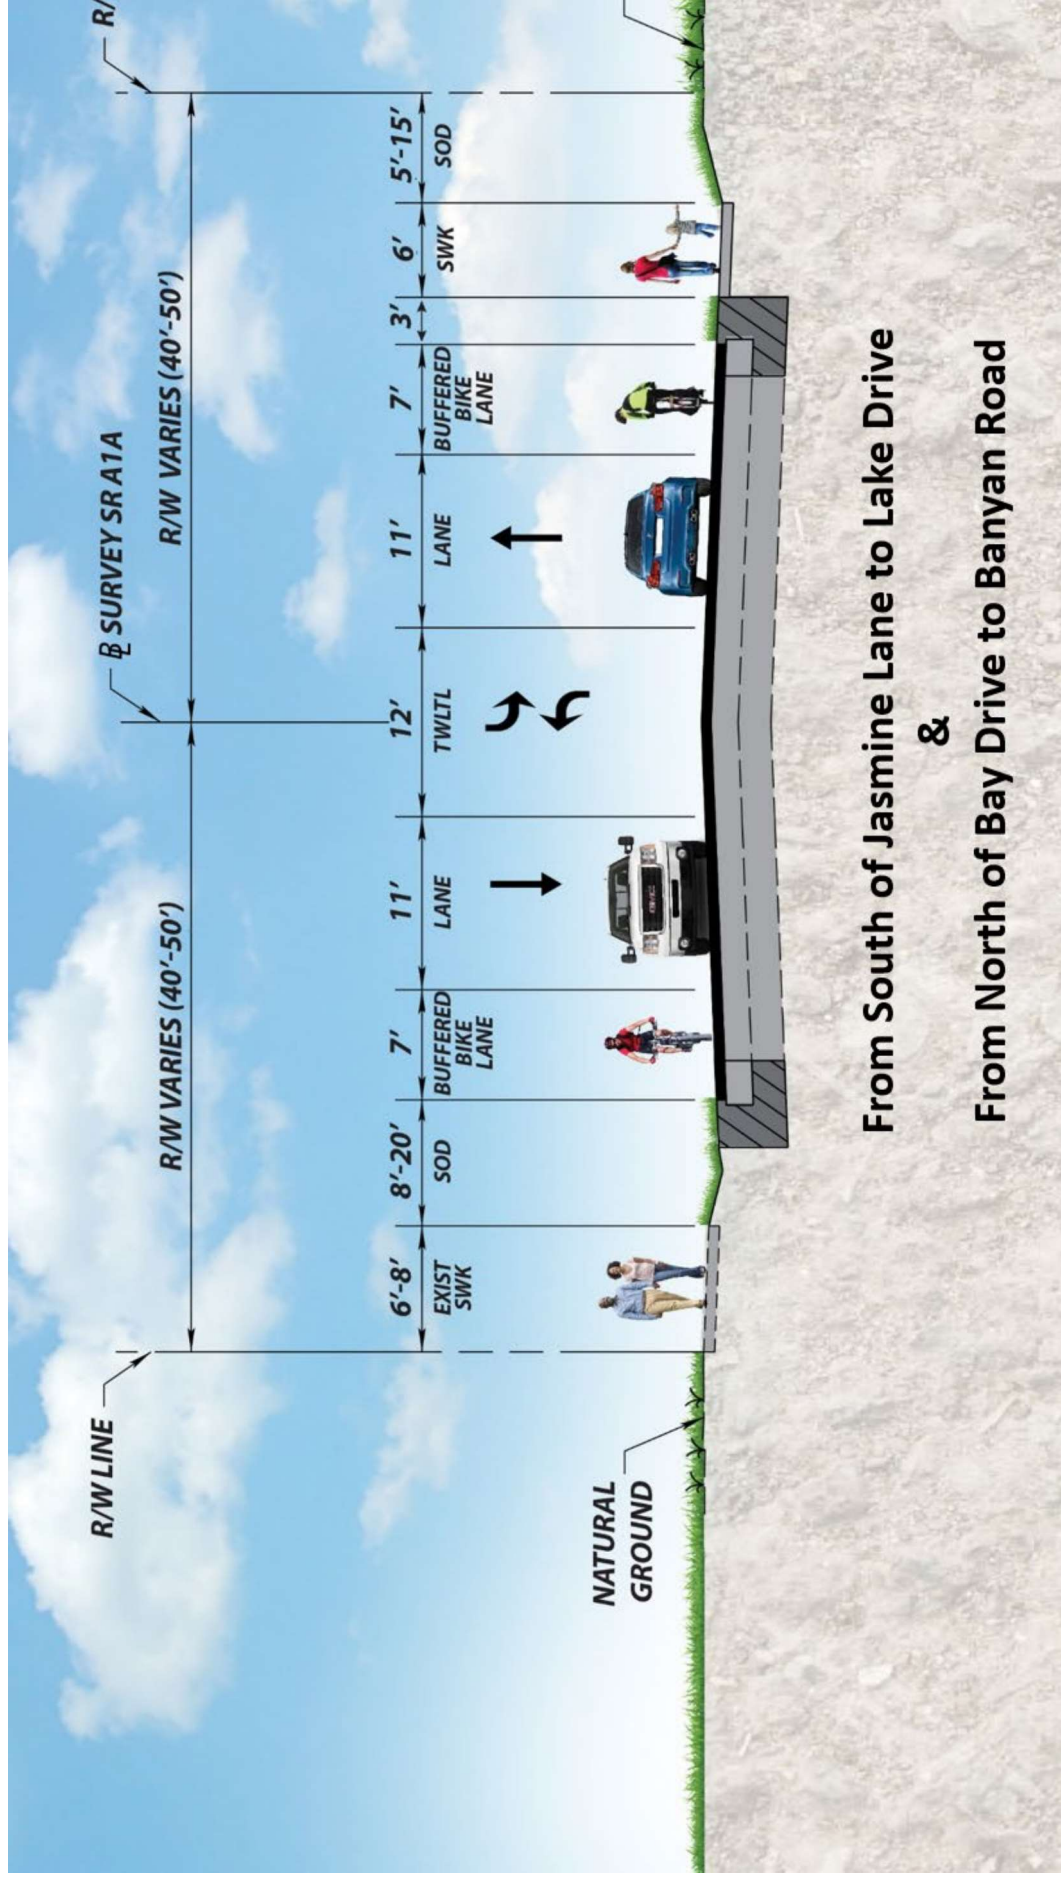 R/W LINE
BL SURVEY SR A1A
R/
R/W VARIES (40'-50')
R/W VARIES (40'-50')
6'-8'
8'-20'
7'
11'
12'
11'
7'
3'
6'
5'-15'
EXIST
SWK
SOD
BUFFERED
BIKE
LANE
LANE
TWLTL
LANE
BUFFERED
BIKE
LANE
SWK
SOD
NATURAL
GROUND
GMC
From South of Jasmine Lane to Lake Drive
&
From North of Bay Drive to Banyan Road